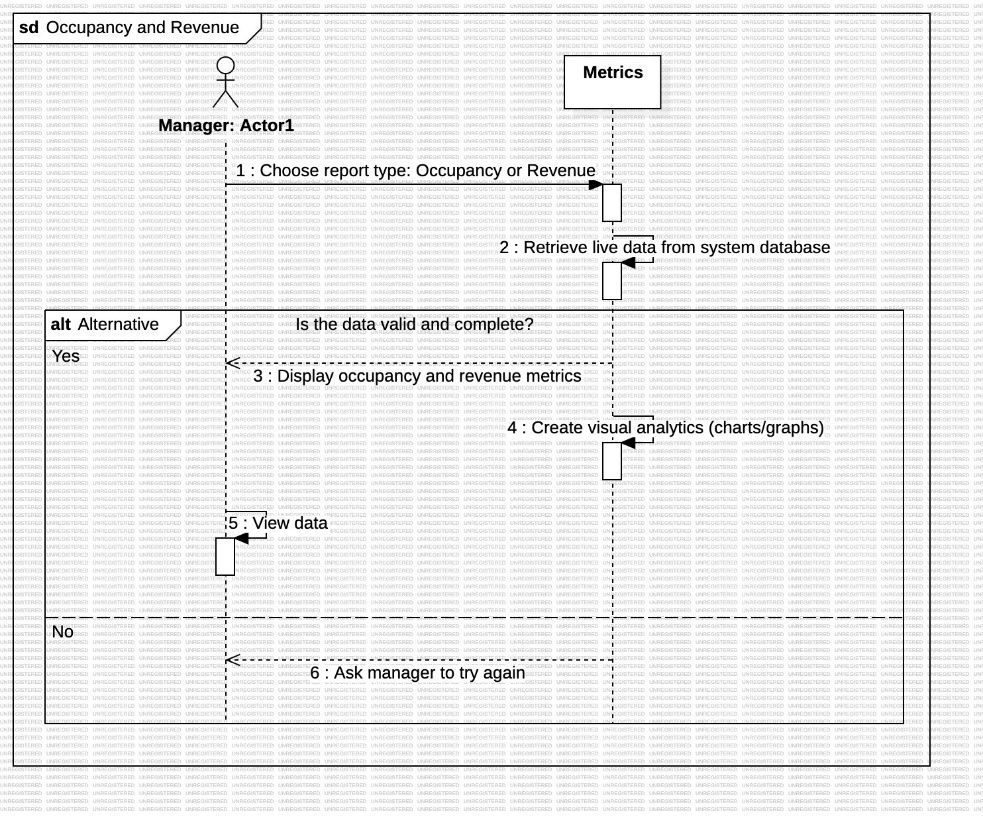 sd Occupancy and Revenue
Metrics
Manager: Actor1
1 : Choose report type: Occupancy or Revenue
2 : Retrieve live data from system database
alt Alternative
Is the data valid and complete?
Yes
3 : Display occupancy and revenue metrics
4 : Create visual analytics (charts/graphs)
5 : View data
No
6 : Ask manager to try again
UNREGISTERED